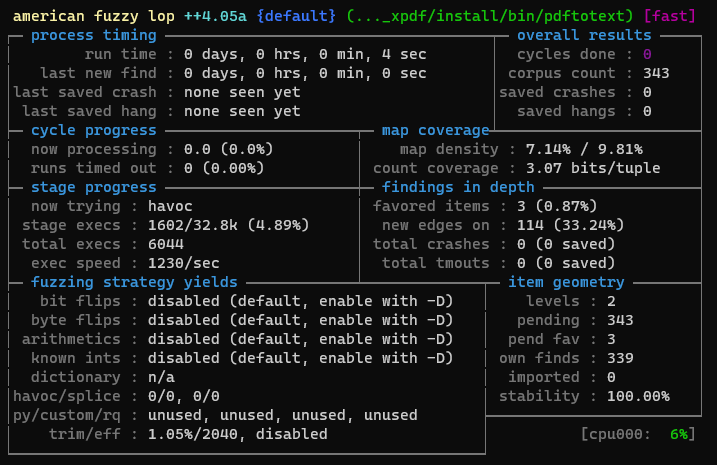 american fuzzy lop ++4.05a {default} (..._xpdf/install/bin/pdftotext) [fast]
process timing overall results
run time : 0 days, 0 hrs, 0 min, 4 sec cycles done : 0
last new find : 0 days, 0 hrs, 0 min, 0 sec corpus count : 343
last saved crash : none seen yet saved crashes : 0
last saved hang : none seen yet saved hangs : 0
cycle progress map coverage
now processing : 0.0 (0.0%) map density : 7.14% / 9.81%
runs timed out : 0 (0.00%) count coverage : 3.07 bits/tuple
stage progress findings in depth
now trying : havoc favored items : 3 (0.87%)
stage execs : 1602/32.8k (4.89%) new edges on : 114 (33.24%)
total execs : 6044 total crashes : 0 (0 saved)
exec speed : 1230/sec total tmouts : 0 (0 saved)
fuzzing strategy yields item geometry
bit flips : disabled (default, enable with -D) levels : 2
byte flips : disabled (default, enable with -D) pending : 343
arithmetics : disabled (default, enable with -D) pend fav : 3
known ints : disabled (default, enable with -D) own finds : 339
dictionary : n/a imported : 0
havoc/splice : 0/0, 0/0 stability : 100.00%
py/custom/rq : unused, unused, unused, unused
trim/eff : 1.05%/2040, disabled [cpu000: 6%]